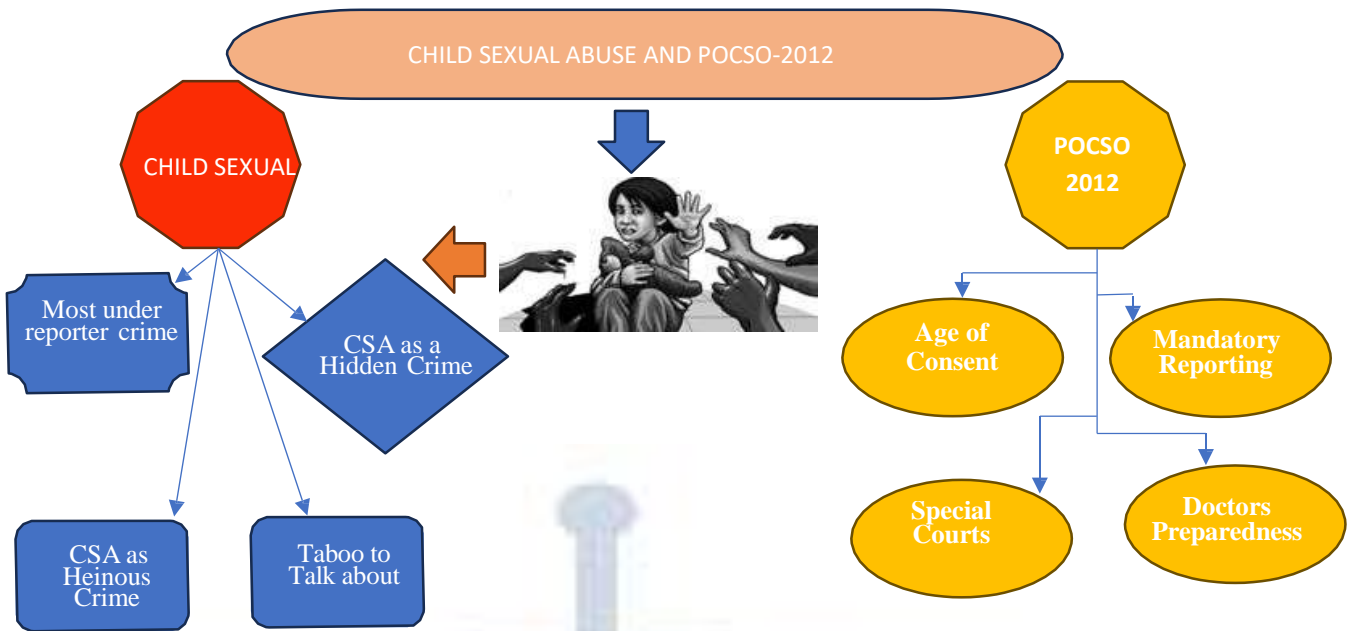 CHILD SEXUAL ABUSE AND POCSO-2012
CHILD SEXUAL
POCSO
2012
Most under
reporter crime
CSA as a
Hidden Crime
CSA as
Heinous
Crime
Taboo to
Talk about
Age of
Consent
Mandatory
Reporting
Special
Courts
Doctors
Preparedness